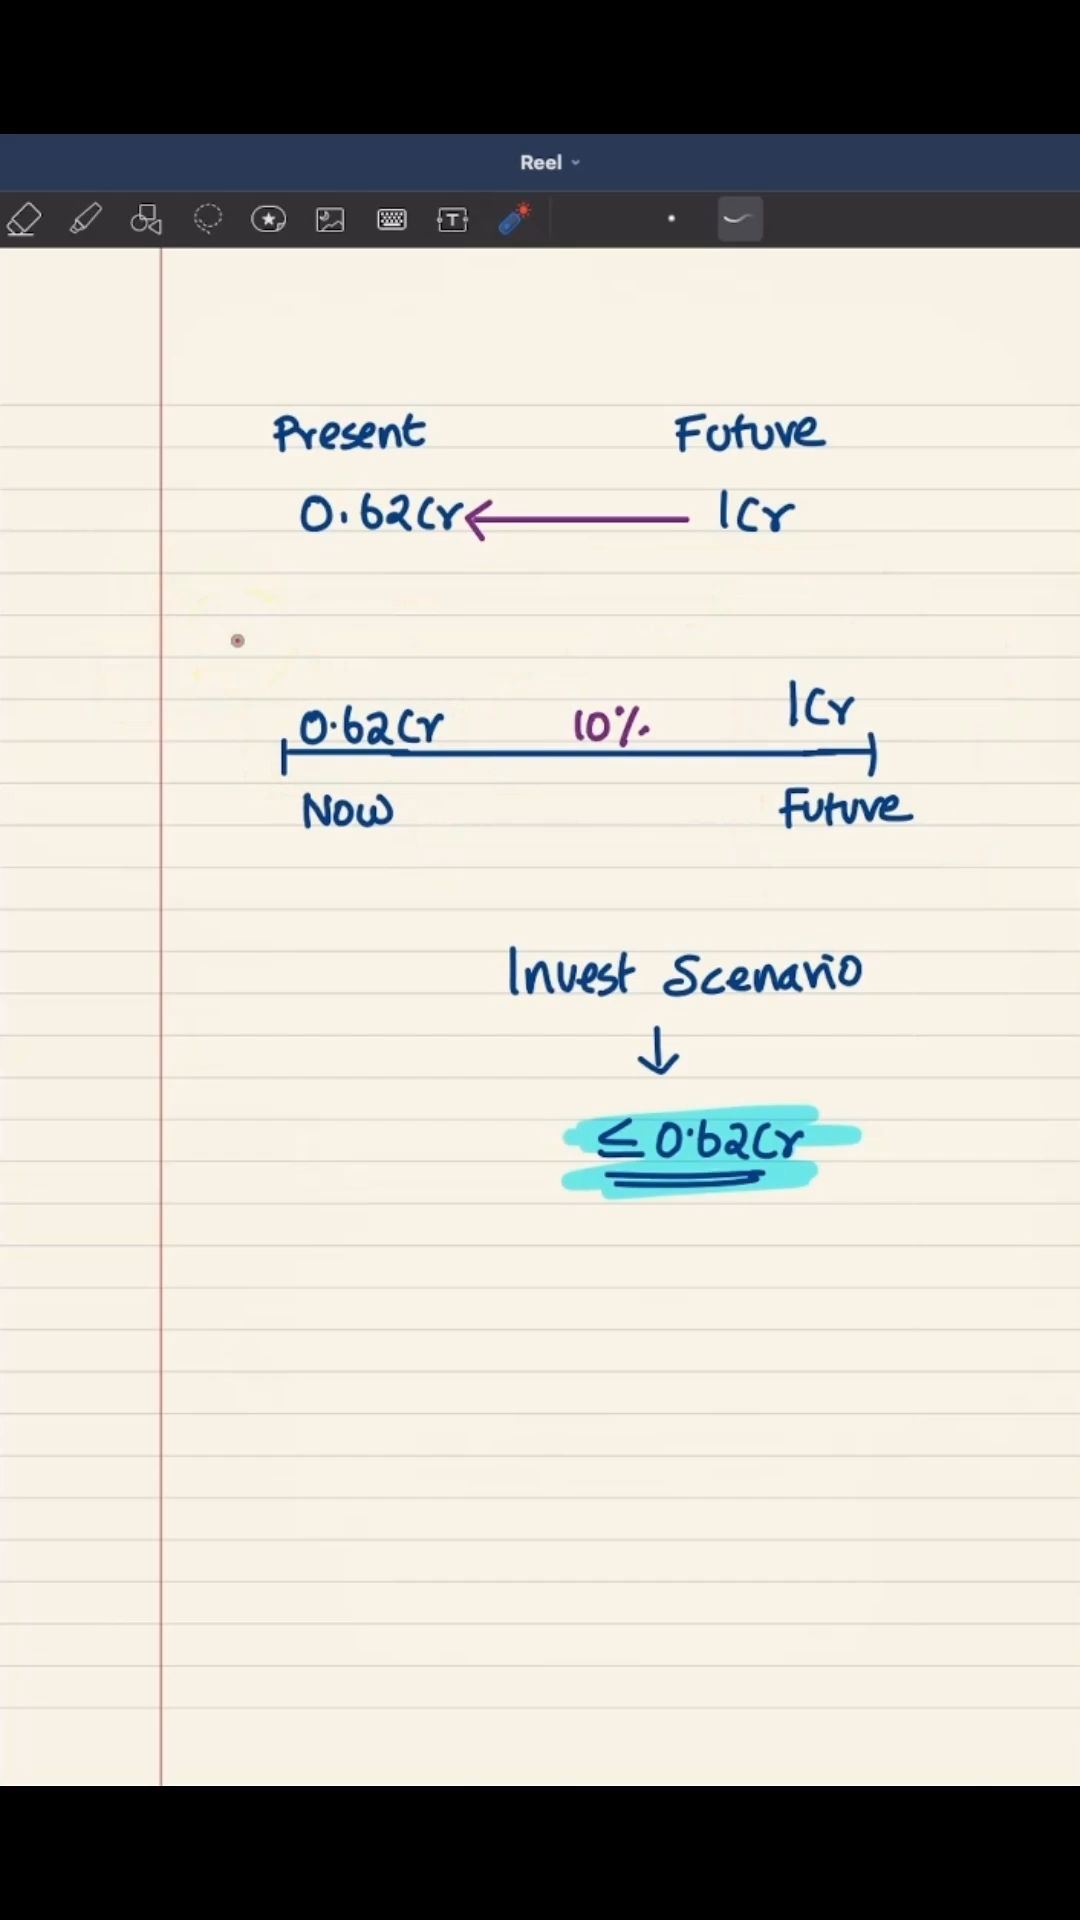 Reel
T
Present Future
0.62Cr 1Cr
0.62Cr 10% 1Cr
Now Future
Invest Scenario
≤ 0.62Cr